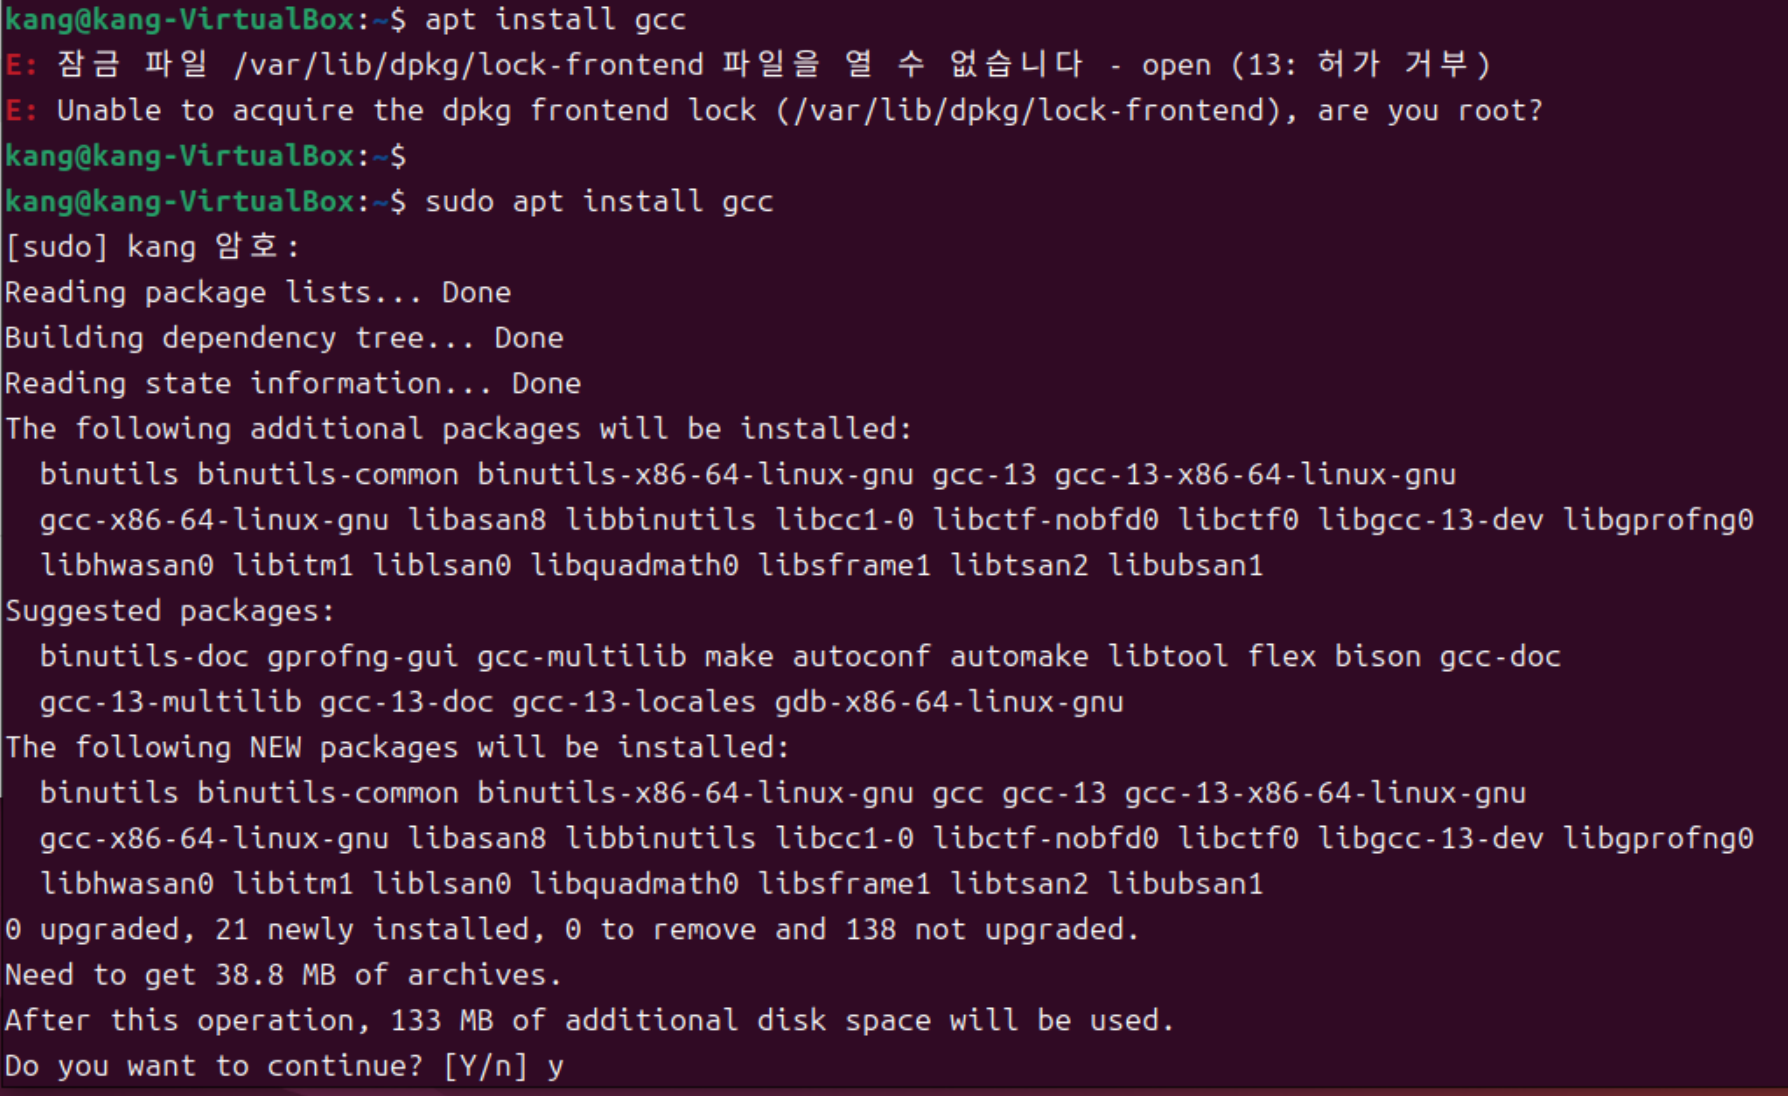 kang@kang-VirtualBox:~$ apt install gcc
E: 잠금 파일 /var/lib/dpkg/lock-frontend 파일을 열 수 없습니다 - open (13: 허가 거부)
E: Unable to acquire the dpkg frontend lock (/var/lib/dpkg/lock-frontend), are you root?
kang@kang-VirtualBox:~$
kang@kang-VirtualBox:~$ sudo apt install gcc
[sudo] kang 암호:
Reading package lists... Done
Building dependency tree... Done
Reading state information... Done
The following additional packages will be installed:
  binutils binutils-common binutils-x86-64-linux-gnu gcc-13 gcc-13-x86-64-linux-gnu
  gcc-x86-64-linux-gnu libasan8 libbinutils libcc1-0 libctf-nobfd0 libctf0 libgcc-13-dev libgprofng0
  libhwasan0 libitm1 liblsan0 libquadmath0 libsframe1 libtsan2 libubsan1
Suggested packages:
  binutils-doc gprofng-gui gcc-multilib make autoconf automake libtool flex bison gcc-doc
  gcc-13-multilib gcc-13-doc gcc-13-locales gdb-x86-64-linux-gnu
The following NEW packages will be installed:
  binutils binutils-common binutils-x86-64-linux-gnu gcc gcc-13 gcc-13-x86-64-linux-gnu
  gcc-x86-64-linux-gnu libasan8 libbinutils libcc1-0 libctf-nobfd0 libctf0 libgcc-13-dev libgprofng0
  libhwasan0 libitm1 liblsan0 libquadmath0 libsframe1 libtsan2 libubsan1
0 upgraded, 21 newly installed, 0 to remove and 138 not upgraded.
Need to get 38.8 MB of archives.
After this operation, 133 MB of additional disk space will be used.
Do you want to continue? [Y/n] y